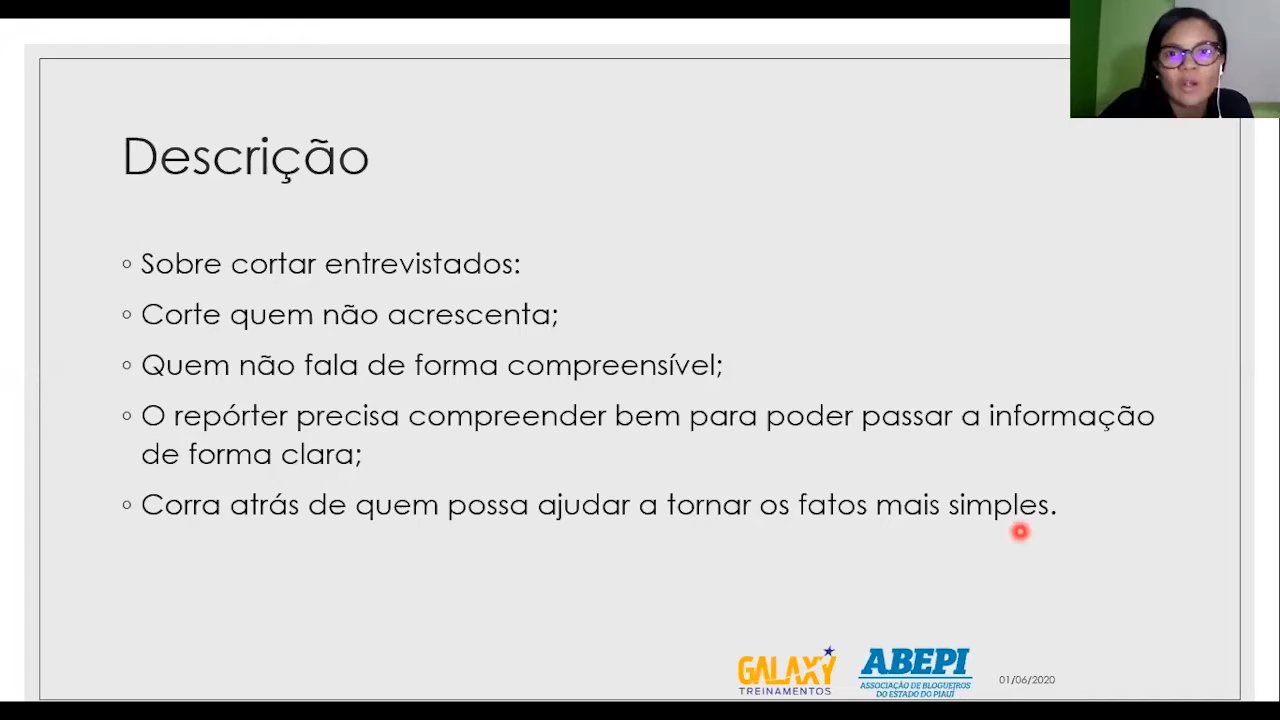 Descrição
◦ Sobre cortar entrevistados:
◦ Corte quem não acrescenta;
◦ Quem não fala de forma compreensível;
◦ O repórter precisa compreender bem para poder passar a informação
de forma clara;
◦ Corra atrás de quem possa ajudar a tornar os fatos mais simples.
GALAXY
TREINAMENTOS
ABEPI
ASSOCIAÇÃO DE BLOGUEIROS
DO ESTADO DO PIAUÍ
01/06/2020